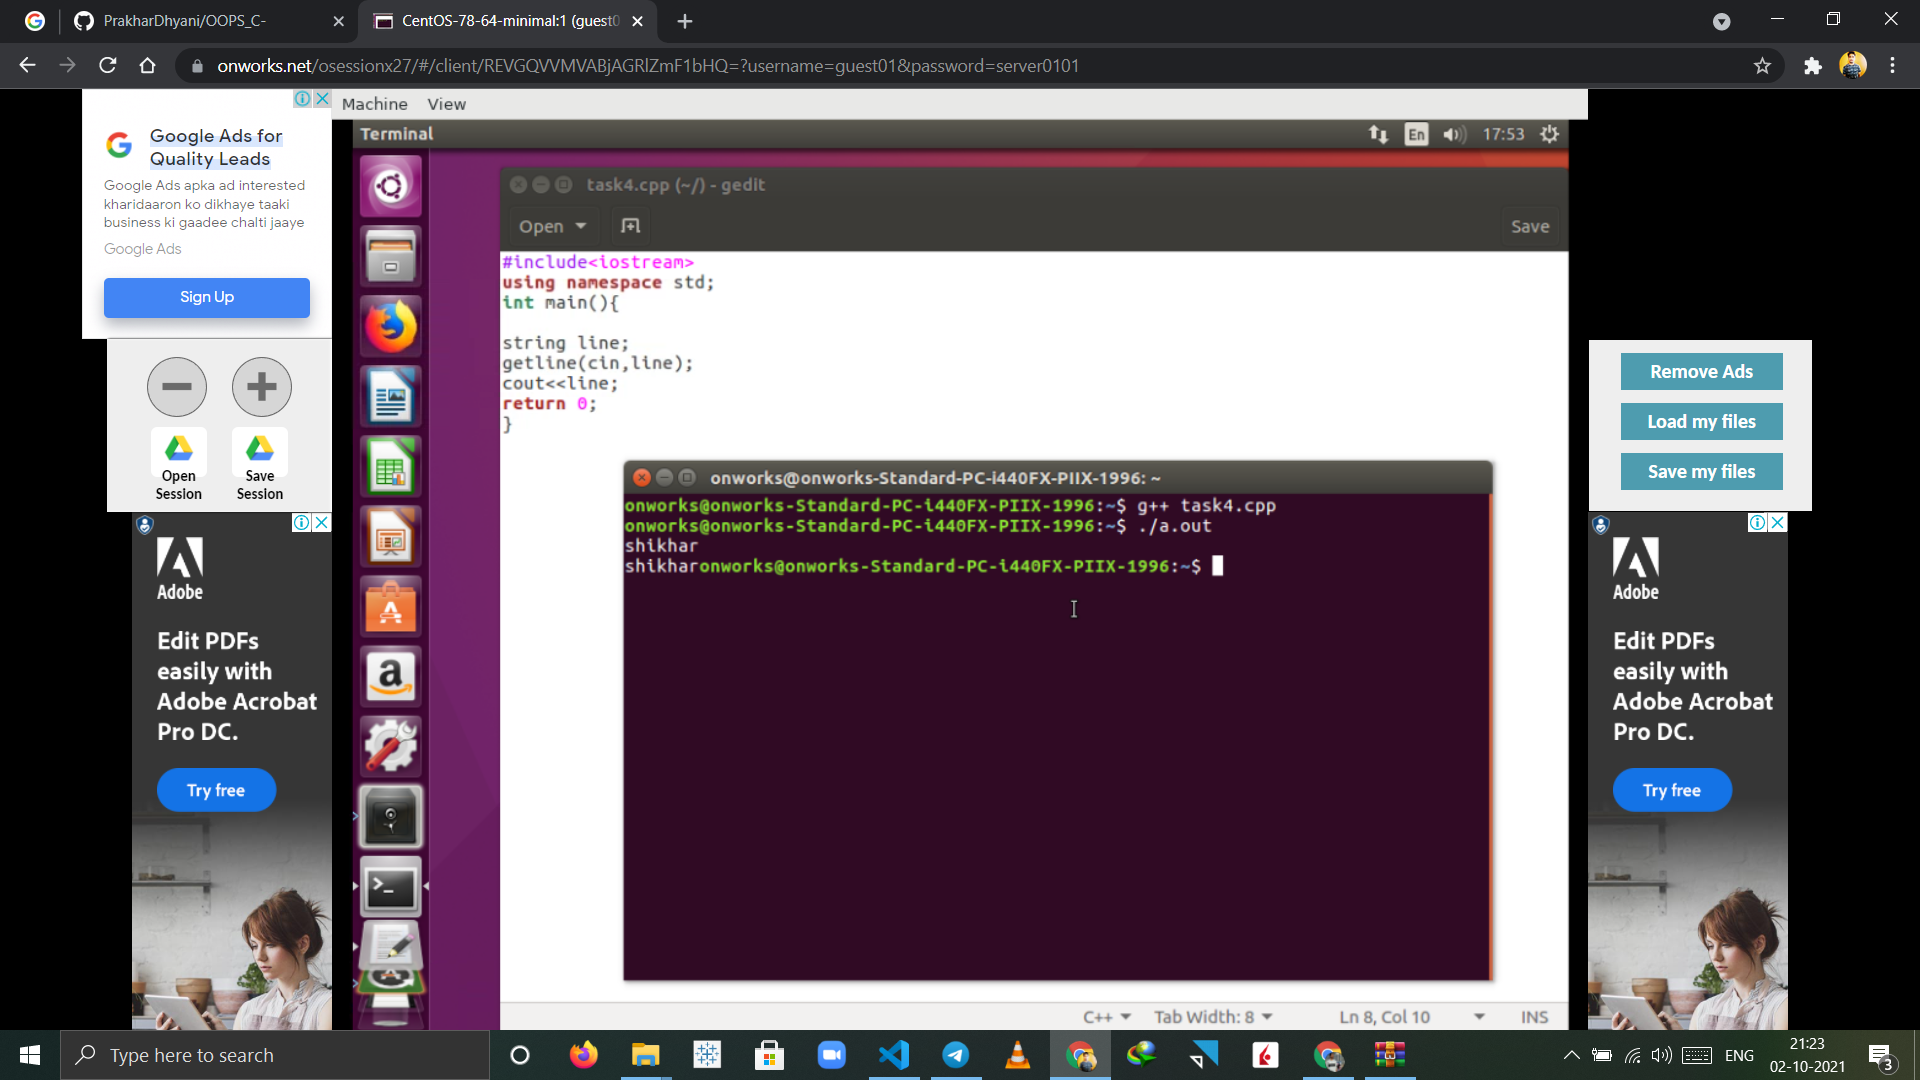 PrakharDhyani/OOPS_C-
CentOS-78-64-minimal:1 (guest0
onworks.net/osessionx27/#/client/REVGQVVMVABjAGRlZmF1bHQ=?username=guest01&password=server0101
Machine View
Terminal
En
17:53
Google Ads for
Quality Leads
Google Ads apka ad interested
kharidaaron ko dikhaye taaki
business ki gaadee chalti jaaye
Google Ads
Sign Up
Open
Session
Save
Session
Adobe
Edit PDFs
easily with
Adobe Acrobat
Pro DC.
Try free
task4.cpp (~/) - gedit
Open
Save
#include<iostream>
using namespace std;
int main(){
string line;
getline(cin,line);
cout<<line;
return 0;
}
onworks@onworks-Standard-PC-i440FX-PIIX-1996: ~
onworks@onworks-Standard-PC-i440FX-PIIX-1996:~$ g++ task4.cpp
onworks@onworks-Standard-PC-i440FX-PIIX-1996:~$ ./a.out
shikhar
shikharonworks@onworks-Standard-PC-i440FX-PIIX-1996:~$
C++
Tab Width: 8
Ln 8, Col 10
INS
Remove Ads
Load my files
Save my files
Adobe
Edit PDFs
easily with
Adobe Acrobat
Pro DC.
Try free
Type here to search
ENG
21:23
02-10-2021
3